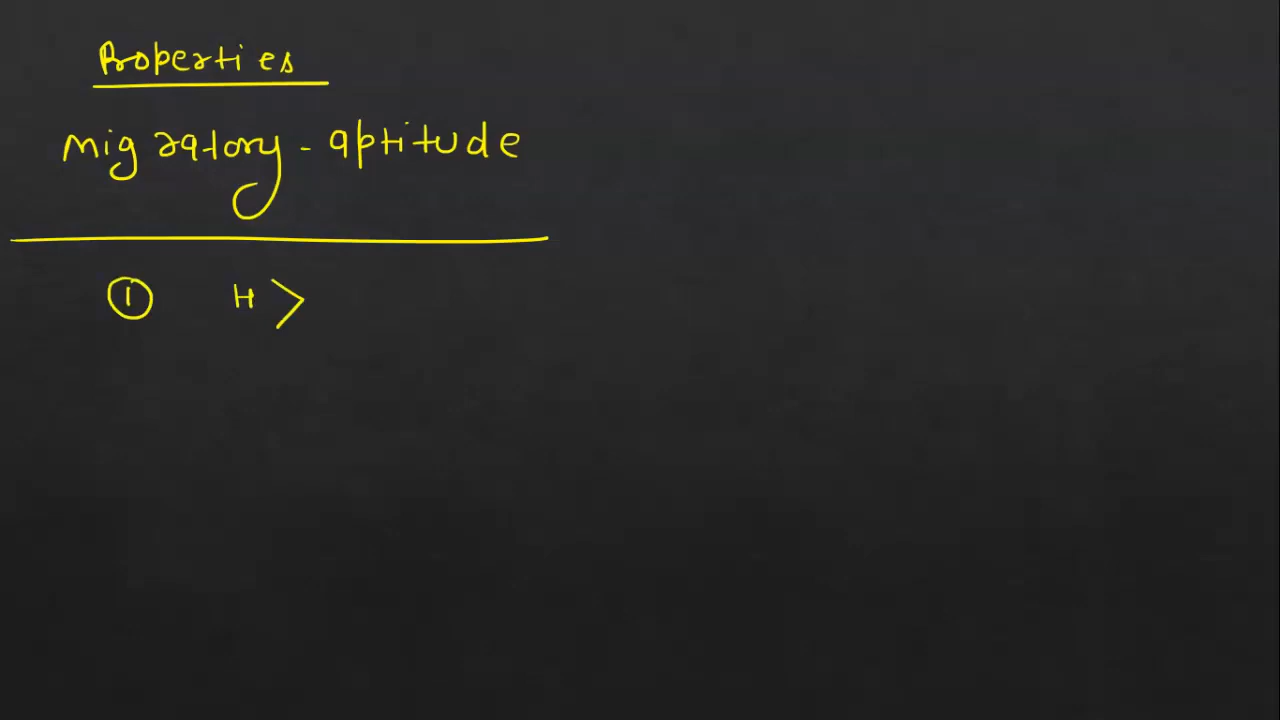 Properties
Migratory - aptitude
① H >